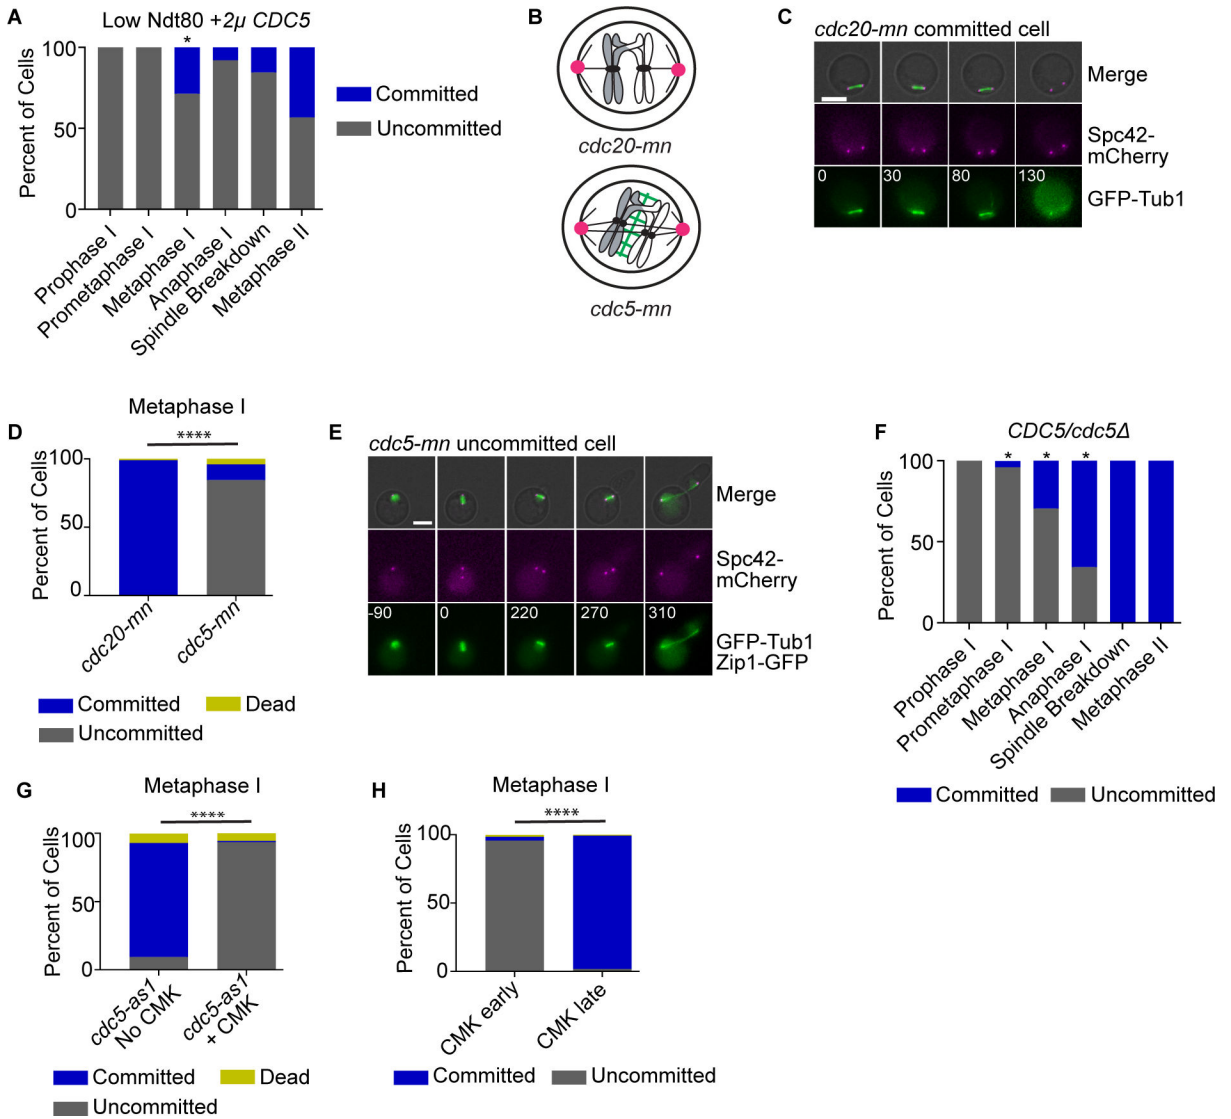 A
Low Ndt80 +2μ CDC5
Percent of Cells
100
50
0
*
Prophase I
Prometaphase I
Metaphase I
Anaphase I
Spindle Breakdown
Metaphase II
Committed
Uncommitted
B
cdc20-mn
cdc5-mn
C
cdc20-mn committed cell
Merge
Spc42-
mCherry
0
30
80
130
GFP-Tub1
D
Metaphase I
****
Percent of Cells
100
50
0
cdc20-mn
cdc5-mn
Committed
Dead
Uncommitted
E
cdc5-mn uncommitted cell
Merge
Spc42-
mCherry
-90
0
220
270
310
GFP-Tub1
Zip1-GFP
F
CDC5/cdc5Δ
Percent of Cells
100
50
0
*
*
*
Prophase I
Prometaphase I
Metaphase I
Anaphase I
Spindle Breakdown
Metaphase II
Committed
Uncommitted
G
Metaphase I
****
Percent of Cells
100
50
0
cdc5-as1
No CMK
cdc5-as1
+ CMK
Committed
Dead
Uncommitted
H
Metaphase I
****
Percent of Cells
100
50
0
CMK early
CMK late
Committed
Uncommitted